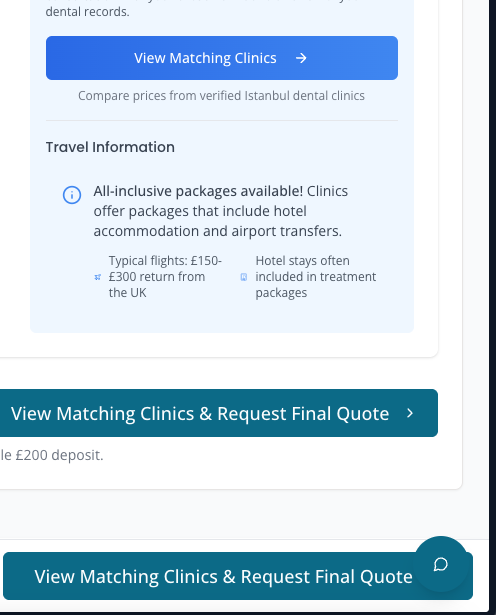 dental records.
View Matching Clinics
Compare prices from verified Istanbul dental clinics
Travel Information
All-inclusive packages available! Clinics
offer packages that include hotel
accommodation and airport transfers.
Typical flights: £150-
£300 return from
the UK
Hotel stays often
included in treatment
packages
View Matching Clinics & Request Final Quote
le £200 deposit.
View Matching Clinics & Request Final Quote